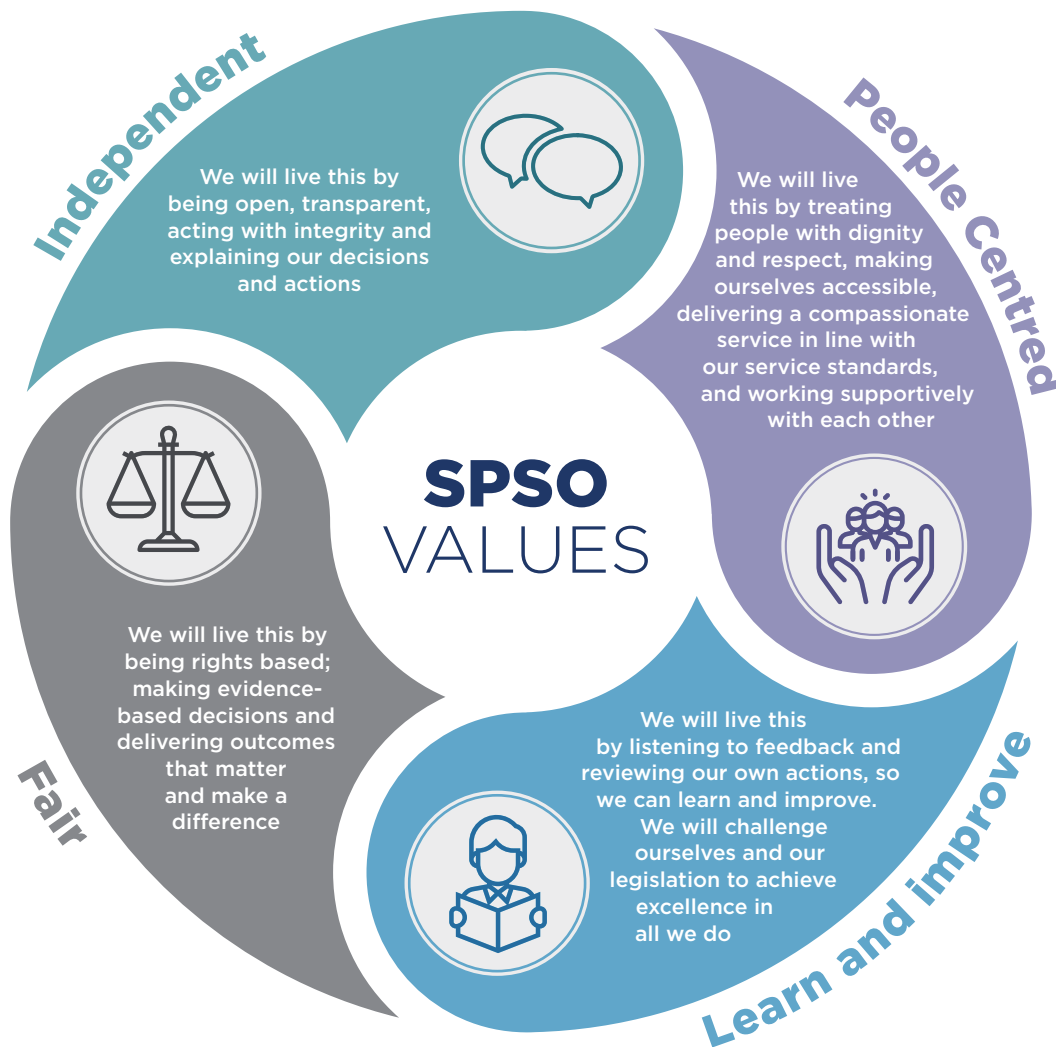 Independent
We will live this by
being open, transparent,
acting with integrity and
explaining our decisions
and actions
People Centred
We will live
this by treating
people with dignity
and respect, making
ourselves accessible,
delivering a compassionate
service in line with
our service standards,
and working supportively
with each other
SPSO
VALUES
Fair
We will live this by
being rights based;
making evidence-
based decisions and
delivering outcomes
that matter
and make a
difference
Learn and improve
We will live this
by listening to feedback and
reviewing our own actions, so
we can learn and improve.
We will challenge
ourselves and our
legislation to achieve
excellence in
all we do